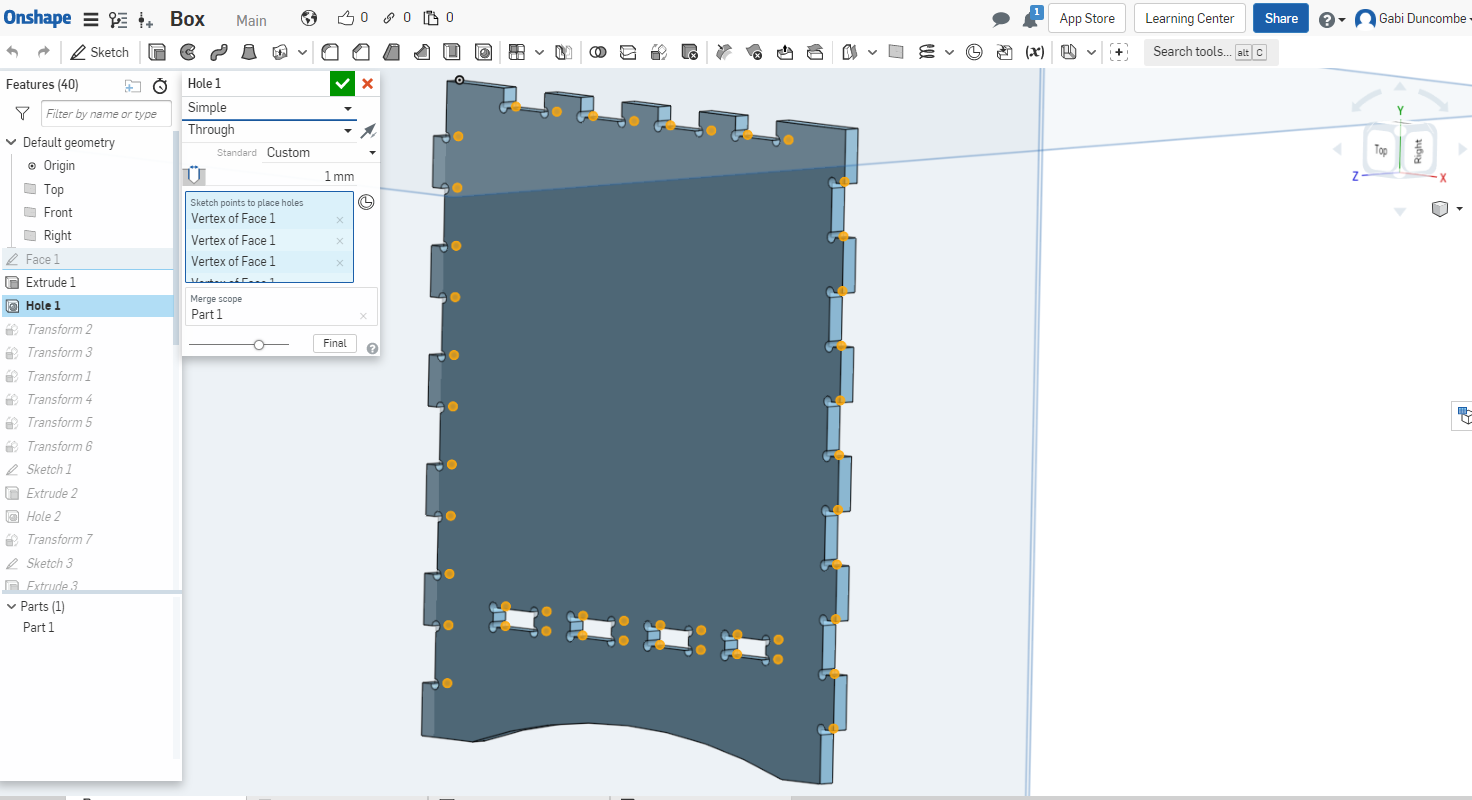 Onshape Box Main 0 0 0 1 App Store Learning Center Share ? Gabi Duncombe
Sketch (x) Search tools... alt C
Features (40)
Filter by name or type
Default geometry
Origin
Top
Front
Right
Face 1
Extrude 1
Hole 1
Transform 2
Transform 3
Transform 1
Transform 4
Transform 5
Transform 6
Sketch 1
Extrude 2
Hole 2
Transform 7
Sketch 3
Extrude 3
Parts (1)
Part 1
Hole 1
Simple
Through
Standard Custom
1 mm
Sketch points to place holes
Vertex of Face 1
Vertex of Face 1
Vertex of Face 1
Vertex of Face 1
Merge scope
Part 1
Final ?
Y
Top Right
Z X